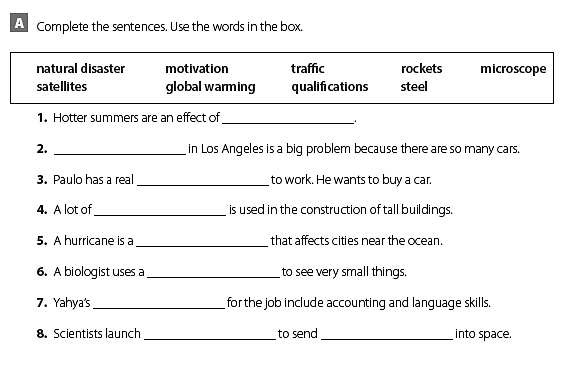 A Complete the sentences. Use the words in the box.
natural disaster motivation traffic rockets microscope
satellites global warming qualifications steel
1. Hotter summers are an effect of ____________________.
2. ____________________ in Los Angeles is a big problem because there are so many cars.
3. Paulo has a real ____________________ to work. He wants to buy a car.
4. A lot of ____________________ is used in the construction of tall buildings.
5. A hurricane is a ____________________ that affects cities near the ocean.
6. A biologist uses a ____________________ to see very small things.
7. Yahya's ____________________ for the job include accounting and language skills.
8. Scientists launch ____________________ to send ____________________ into space.